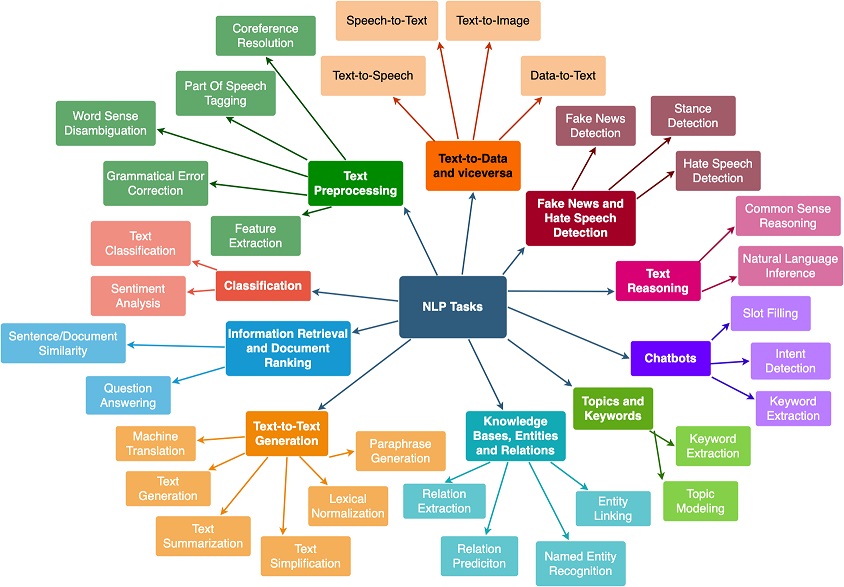 Coreference
Resolution
Speech-to-Text
Text-to-Image
Text-to-Speech
Data-to-Text
Part Of Speech
Tagging
Word Sense
Disambiguation
Grammatical Error
Correction
Feature
Extraction
Text
Preprocessing
Text-to-Data
and viceversa
Fake News
Detection
Stance
Detection
Hate Speech
Detection
Fake News and
Hate Speech
Detection
Common Sense
Reasoning
Natural Language
Inference
Text
Reasoning
Text
Classification
Sentiment
Analysis
Classification
NLP Tasks
Slot Filling
Intent
Detection
Keyword
Extraction
Chatbots
Sentence/Document
Similarity
Question
Answering
Information Retrieval
and Document
Ranking
Topics and
Keywords
Keyword
Extraction
Topic
Modeling
Text-to-Text
Generation
Machine
Translation
Text
Generation
Text
Summarization
Text
Simplification
Lexical
Normalization
Paraphrase
Generation
Knowledge
Bases, Entities
and Relations
Relation
Extraction
Relation
Prediciton
Named Entity
Recognition
Entity
Linking